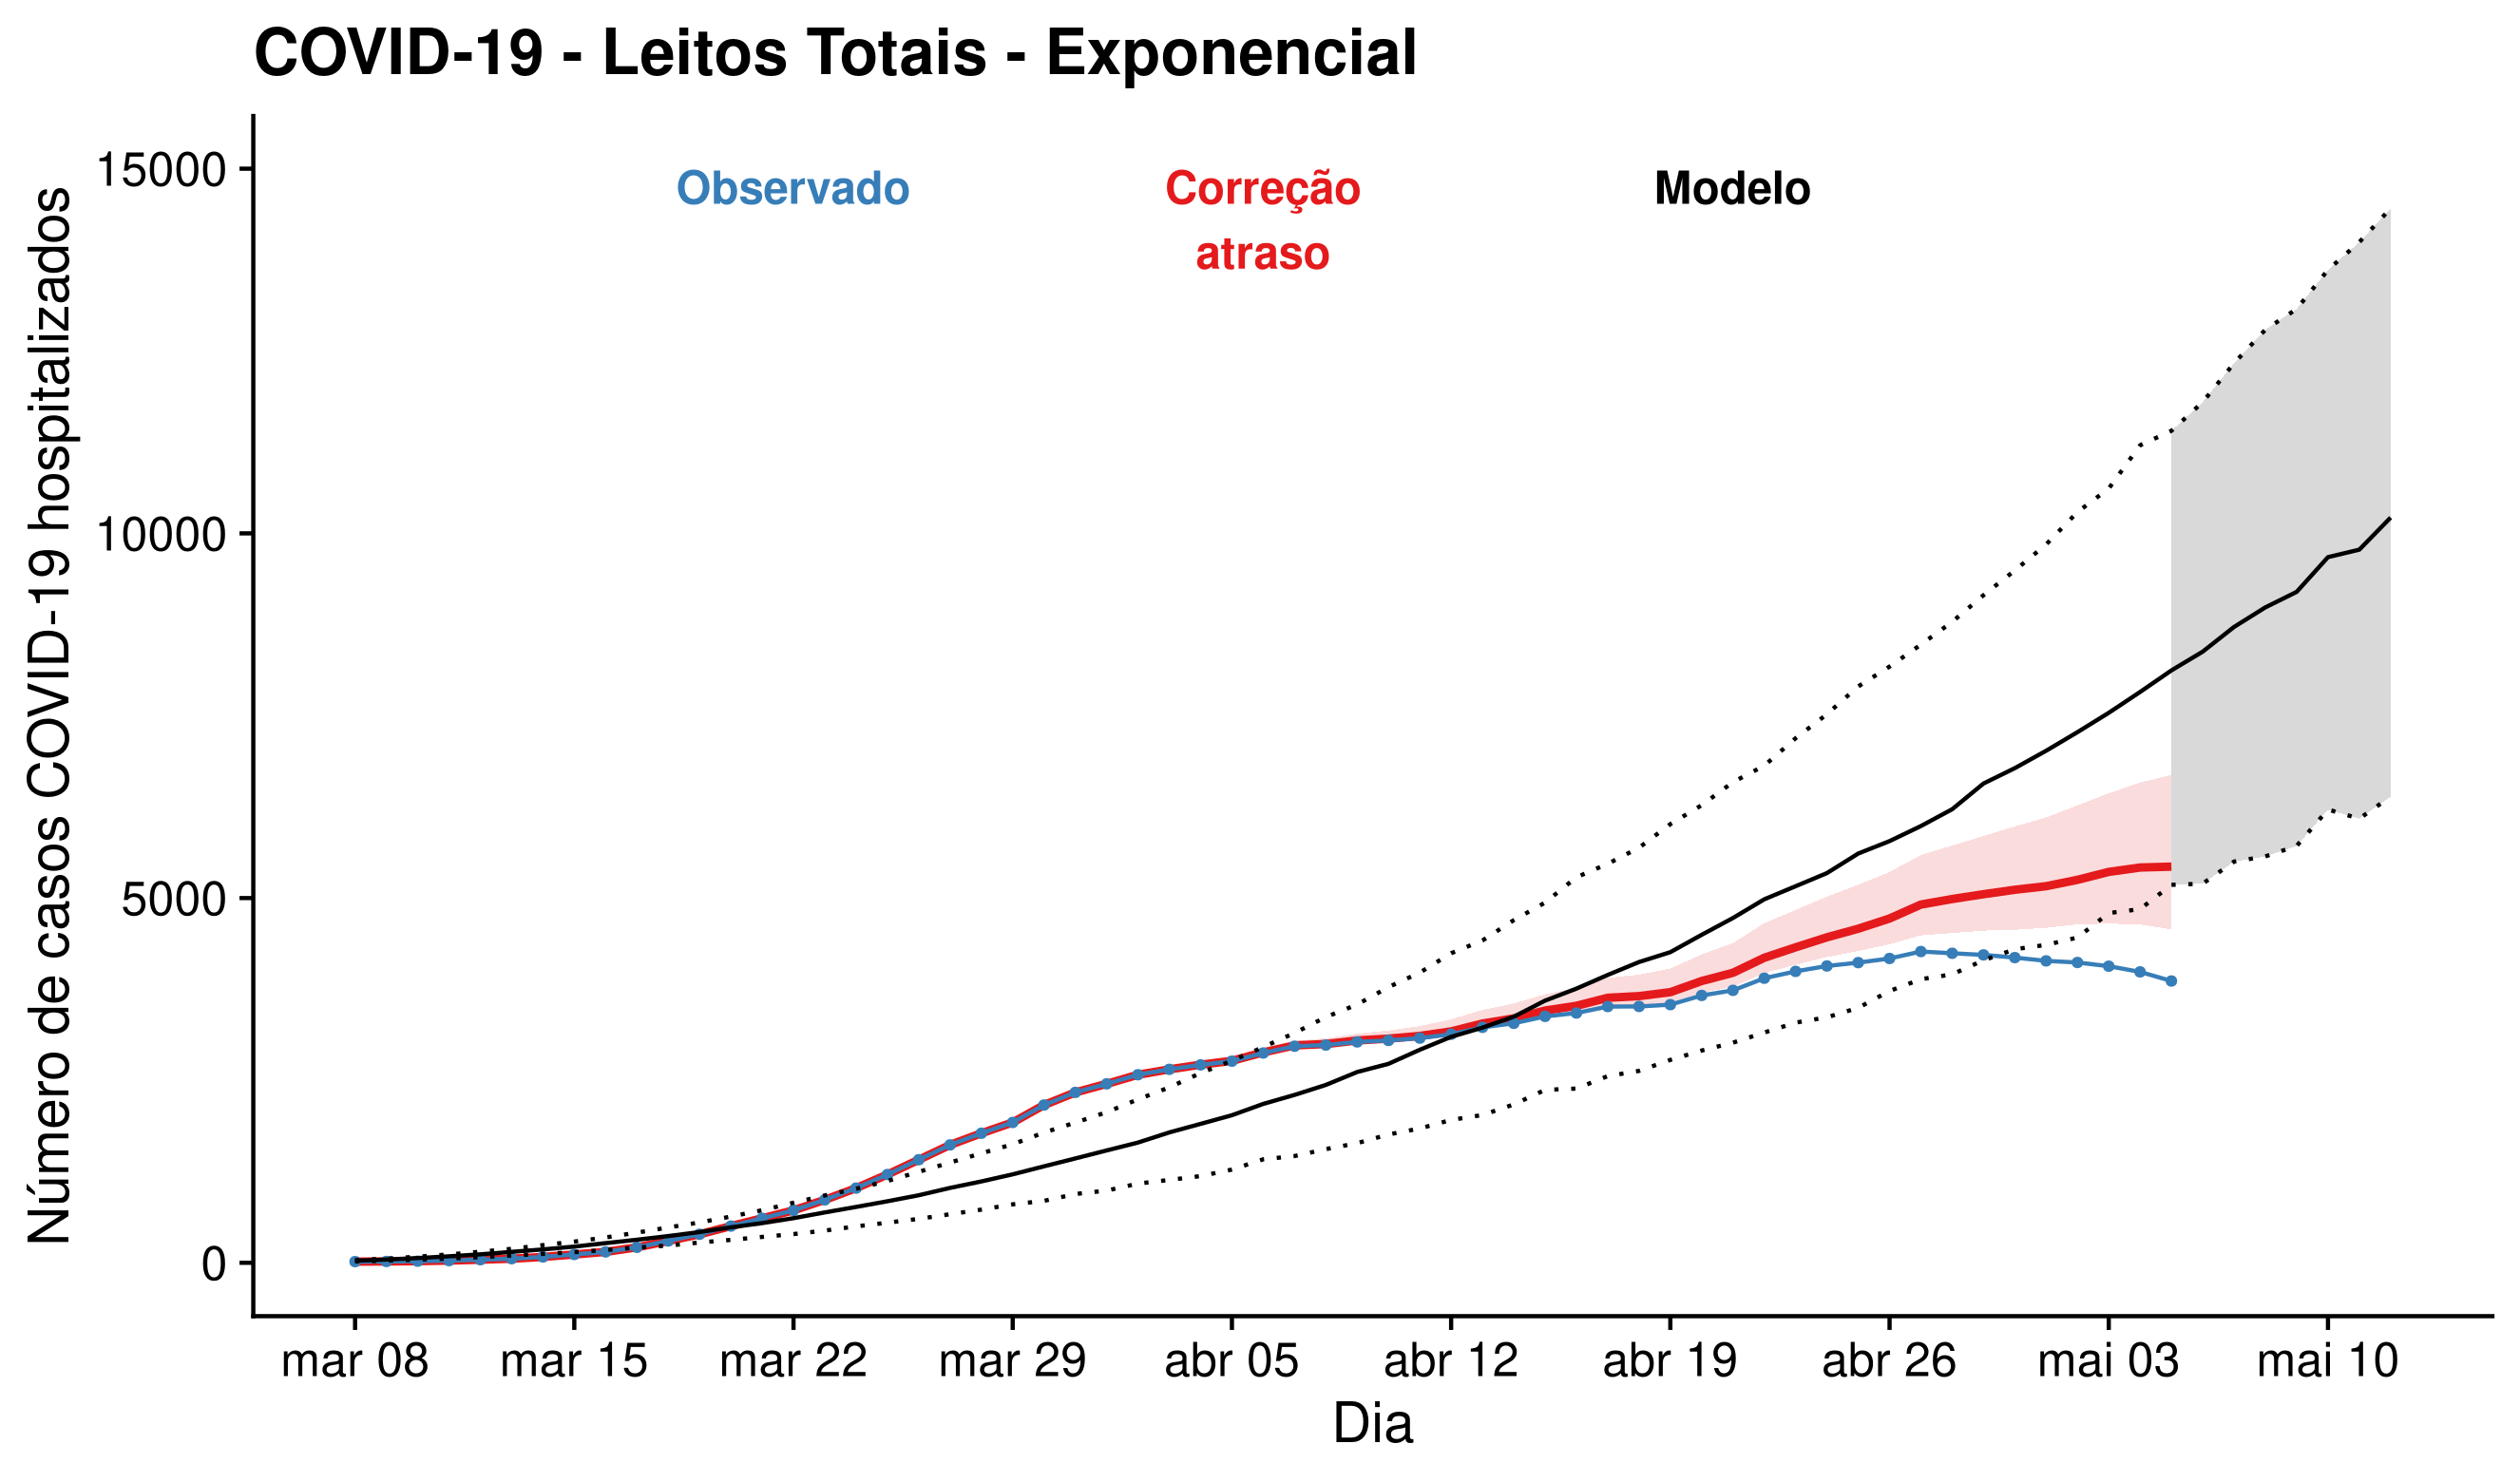 COVID-19 - Leitos Totais - Exponencial
Número de casos COVID-19 hospitalizados
15000
10000
5000
0
Observado
Correção
atraso
Modelo
mar 08
mar 15
mar 22
mar 29
abr 05
abr 12
abr 19
abr 26
mai 03
mai 10
Dia